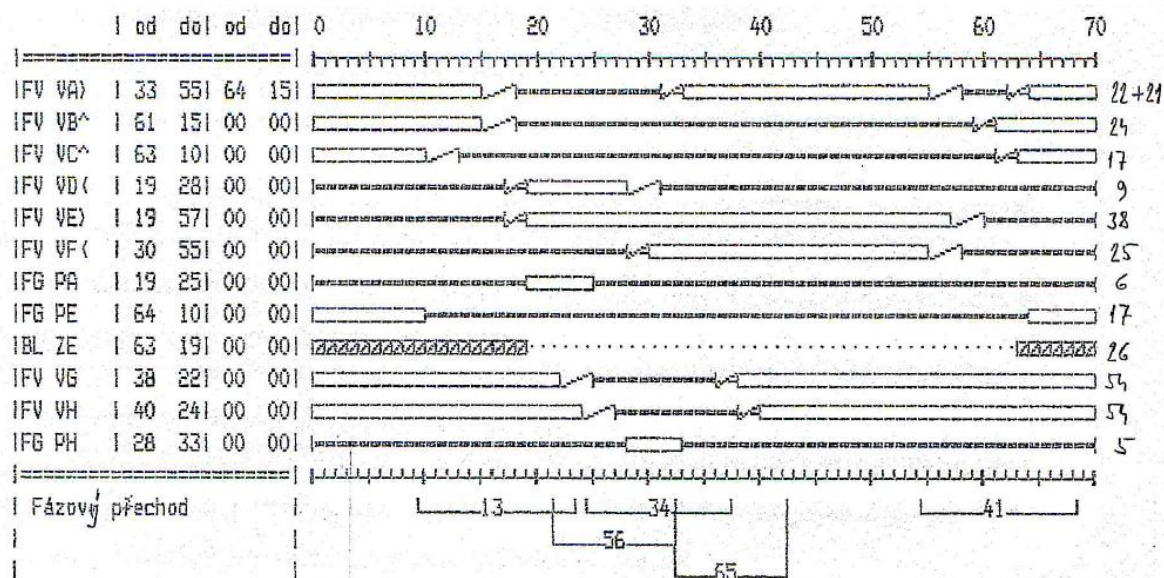 | od do| od do| 0 10 20 30 40 50 60 70
|FV VA) | 33 55| 64 15| 22+21
|FV VB^ | 61 15| 00 00| 24
|FV VC^ | 63 10| 00 00| 17
|FV VD( | 19 28| 00 00| 9
|FV VE) | 19 57| 00 00| 38
|FV VF( | 30 55| 00 00| 25
|FG PA | 19 25| 00 00| 6
|FG PE | 64 10| 00 00| 17
|BL ZE | 63 19| 00 00| 26
|FV VG | 38 22| 00 00| 54
|FV VH | 40 24| 00 00| 54
|FG PH | 28 33| 00 00| 5
| Fázový přechod | 13 34 41
56
65